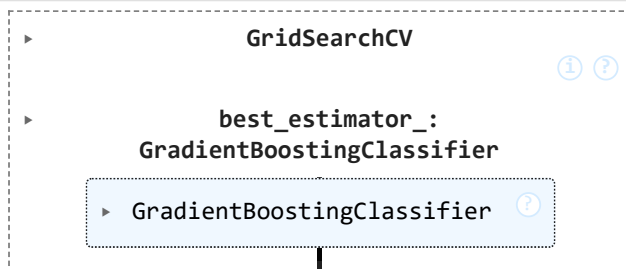 ▸ GridSearchCV
i ?
▸ best_estimator_:
GradientBoostingClassifier
▸ GradientBoostingClassifier ?